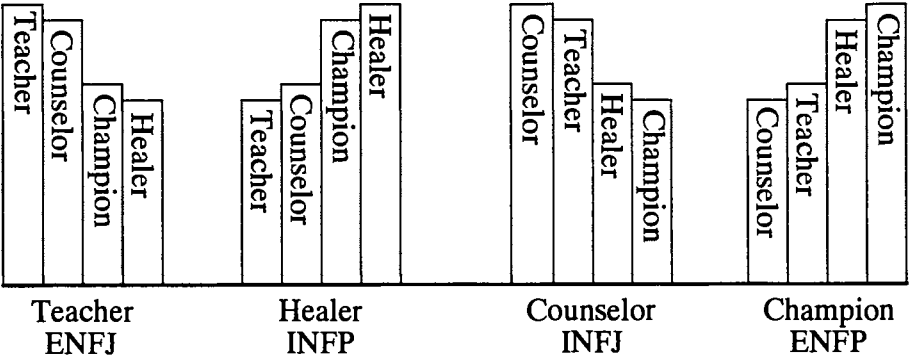 Teacher
Counselor
Champion
Healer
Teacher
Counselor
Champion
Healer
Counselor
Teacher
Healer
Champion
Counselor
Teacher
Healer
Champion
Teacher
ENFJ
Healer
INFP
Counselor
INFJ
Champion
ENFP